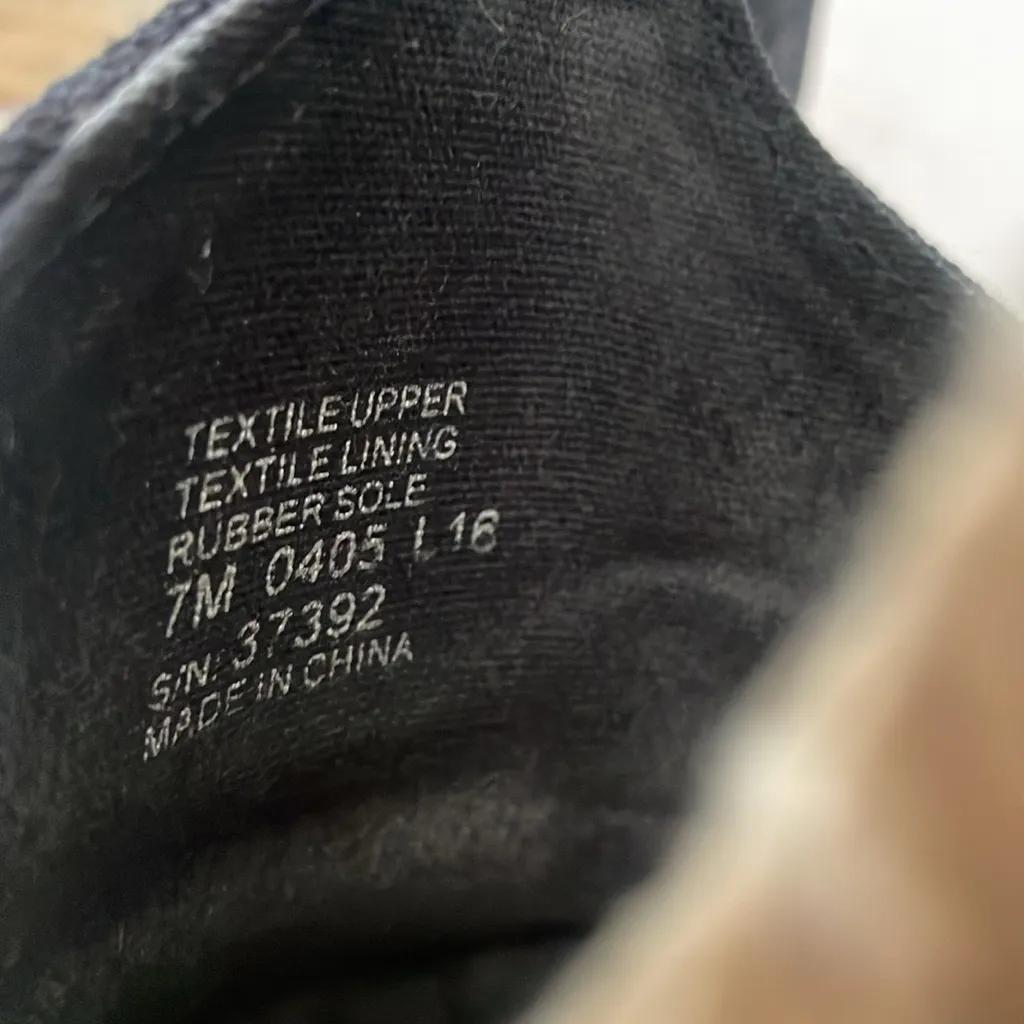 TEXTILE UPPER
TEXTILE LINING
RUBBER SOLE
7M 0405 L16
S/N: 37392
MADE IN CHINA